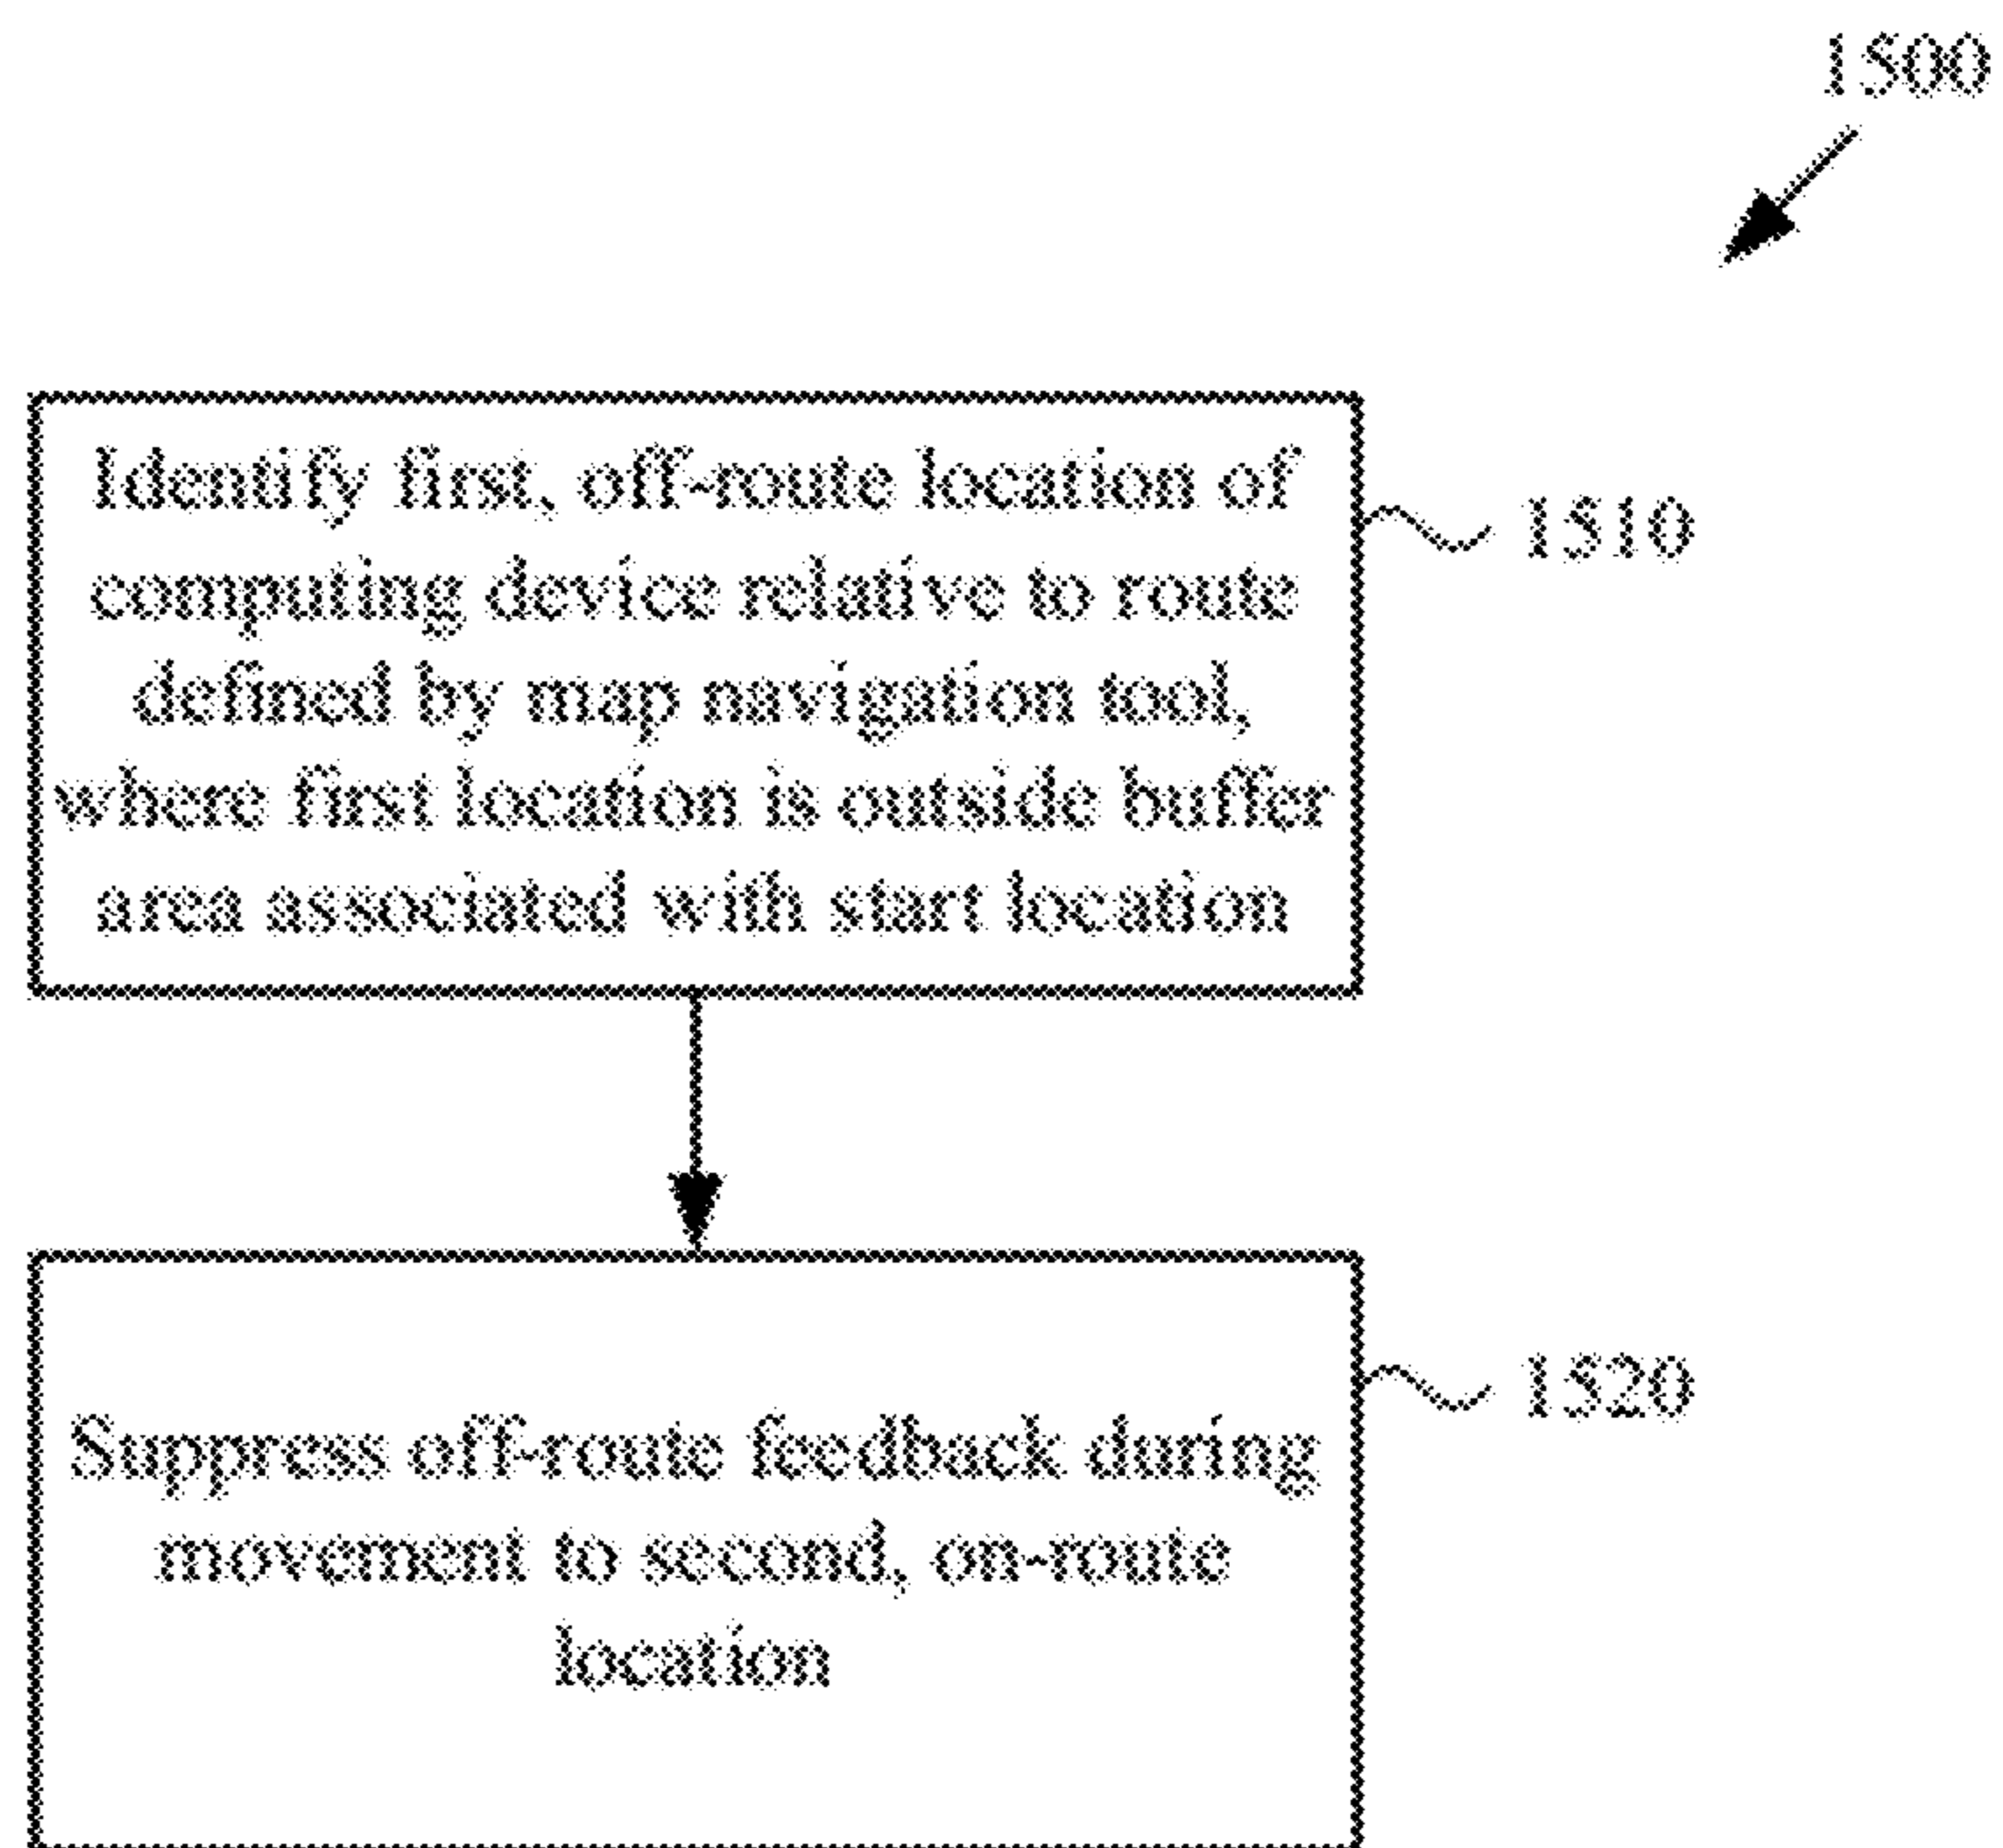 1500
Identify first, off-route location of
computing device relative to route
defined by map navigation tool,
where first location is outside buffer
area associated with start location
1510
Suppress off-route feedback during
movement to second, on-route
location
1520